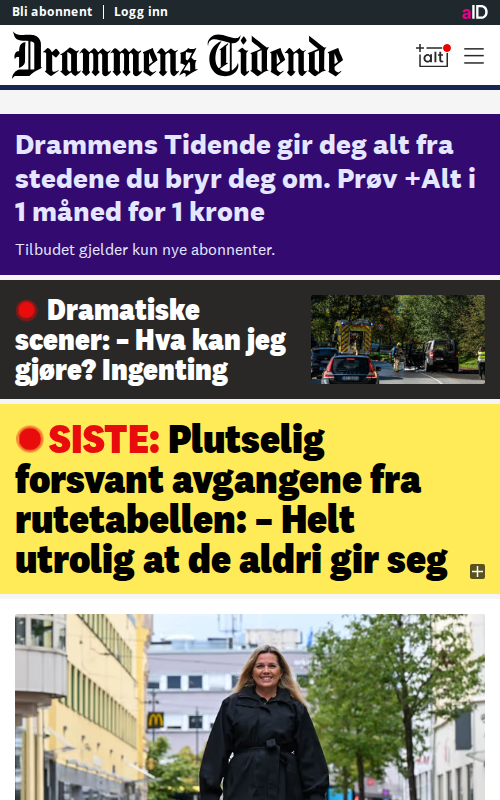 Bli abonnent
Logg inn
aID
Drammens Tidende
+alt
Drammens Tidende gir deg alt fra
stedene du bryr deg om. Prøv +Alt i
1 måned for 1 krone
Tilbudet gjelder kun nye abonnenter.
Dramatiske
scener: – Hva kan jeg
gjøre? Ingenting
SISTE: Plutselig
forsvant avgangene fra
rutetabellen: – Helt
utrolig at de aldri gir seg